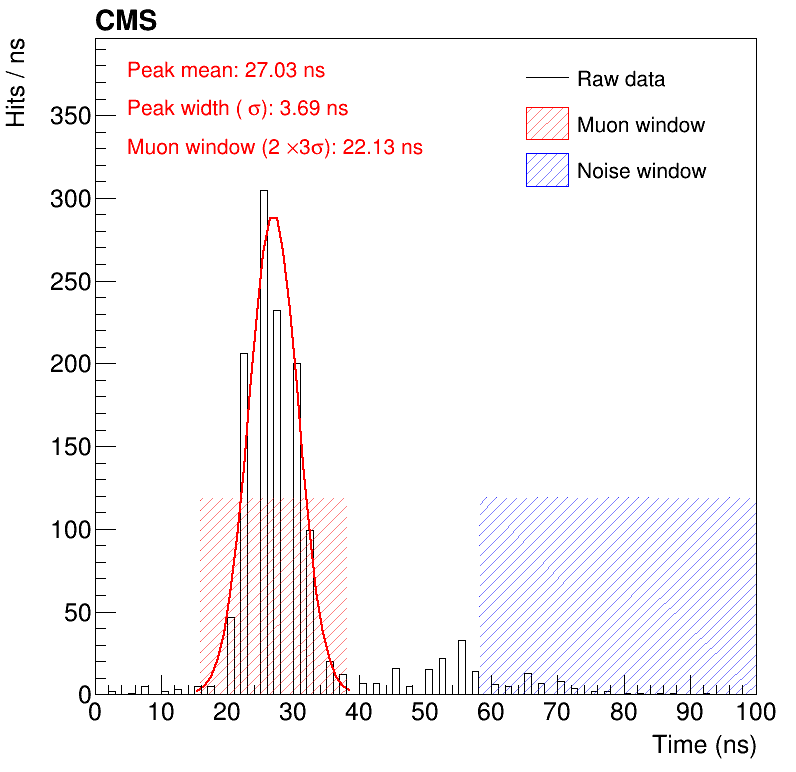 CMS
Hits / ns
Peak mean: 27.03 ns
Peak width ( σ): 3.69 ns
Muon window (2 ×3σ): 22.13 ns
Raw data
Muon window
Noise window
350
300
250
200
150
100
50
0
0 10 20 30 40 50 60 70 80 90 100
Time (ns)